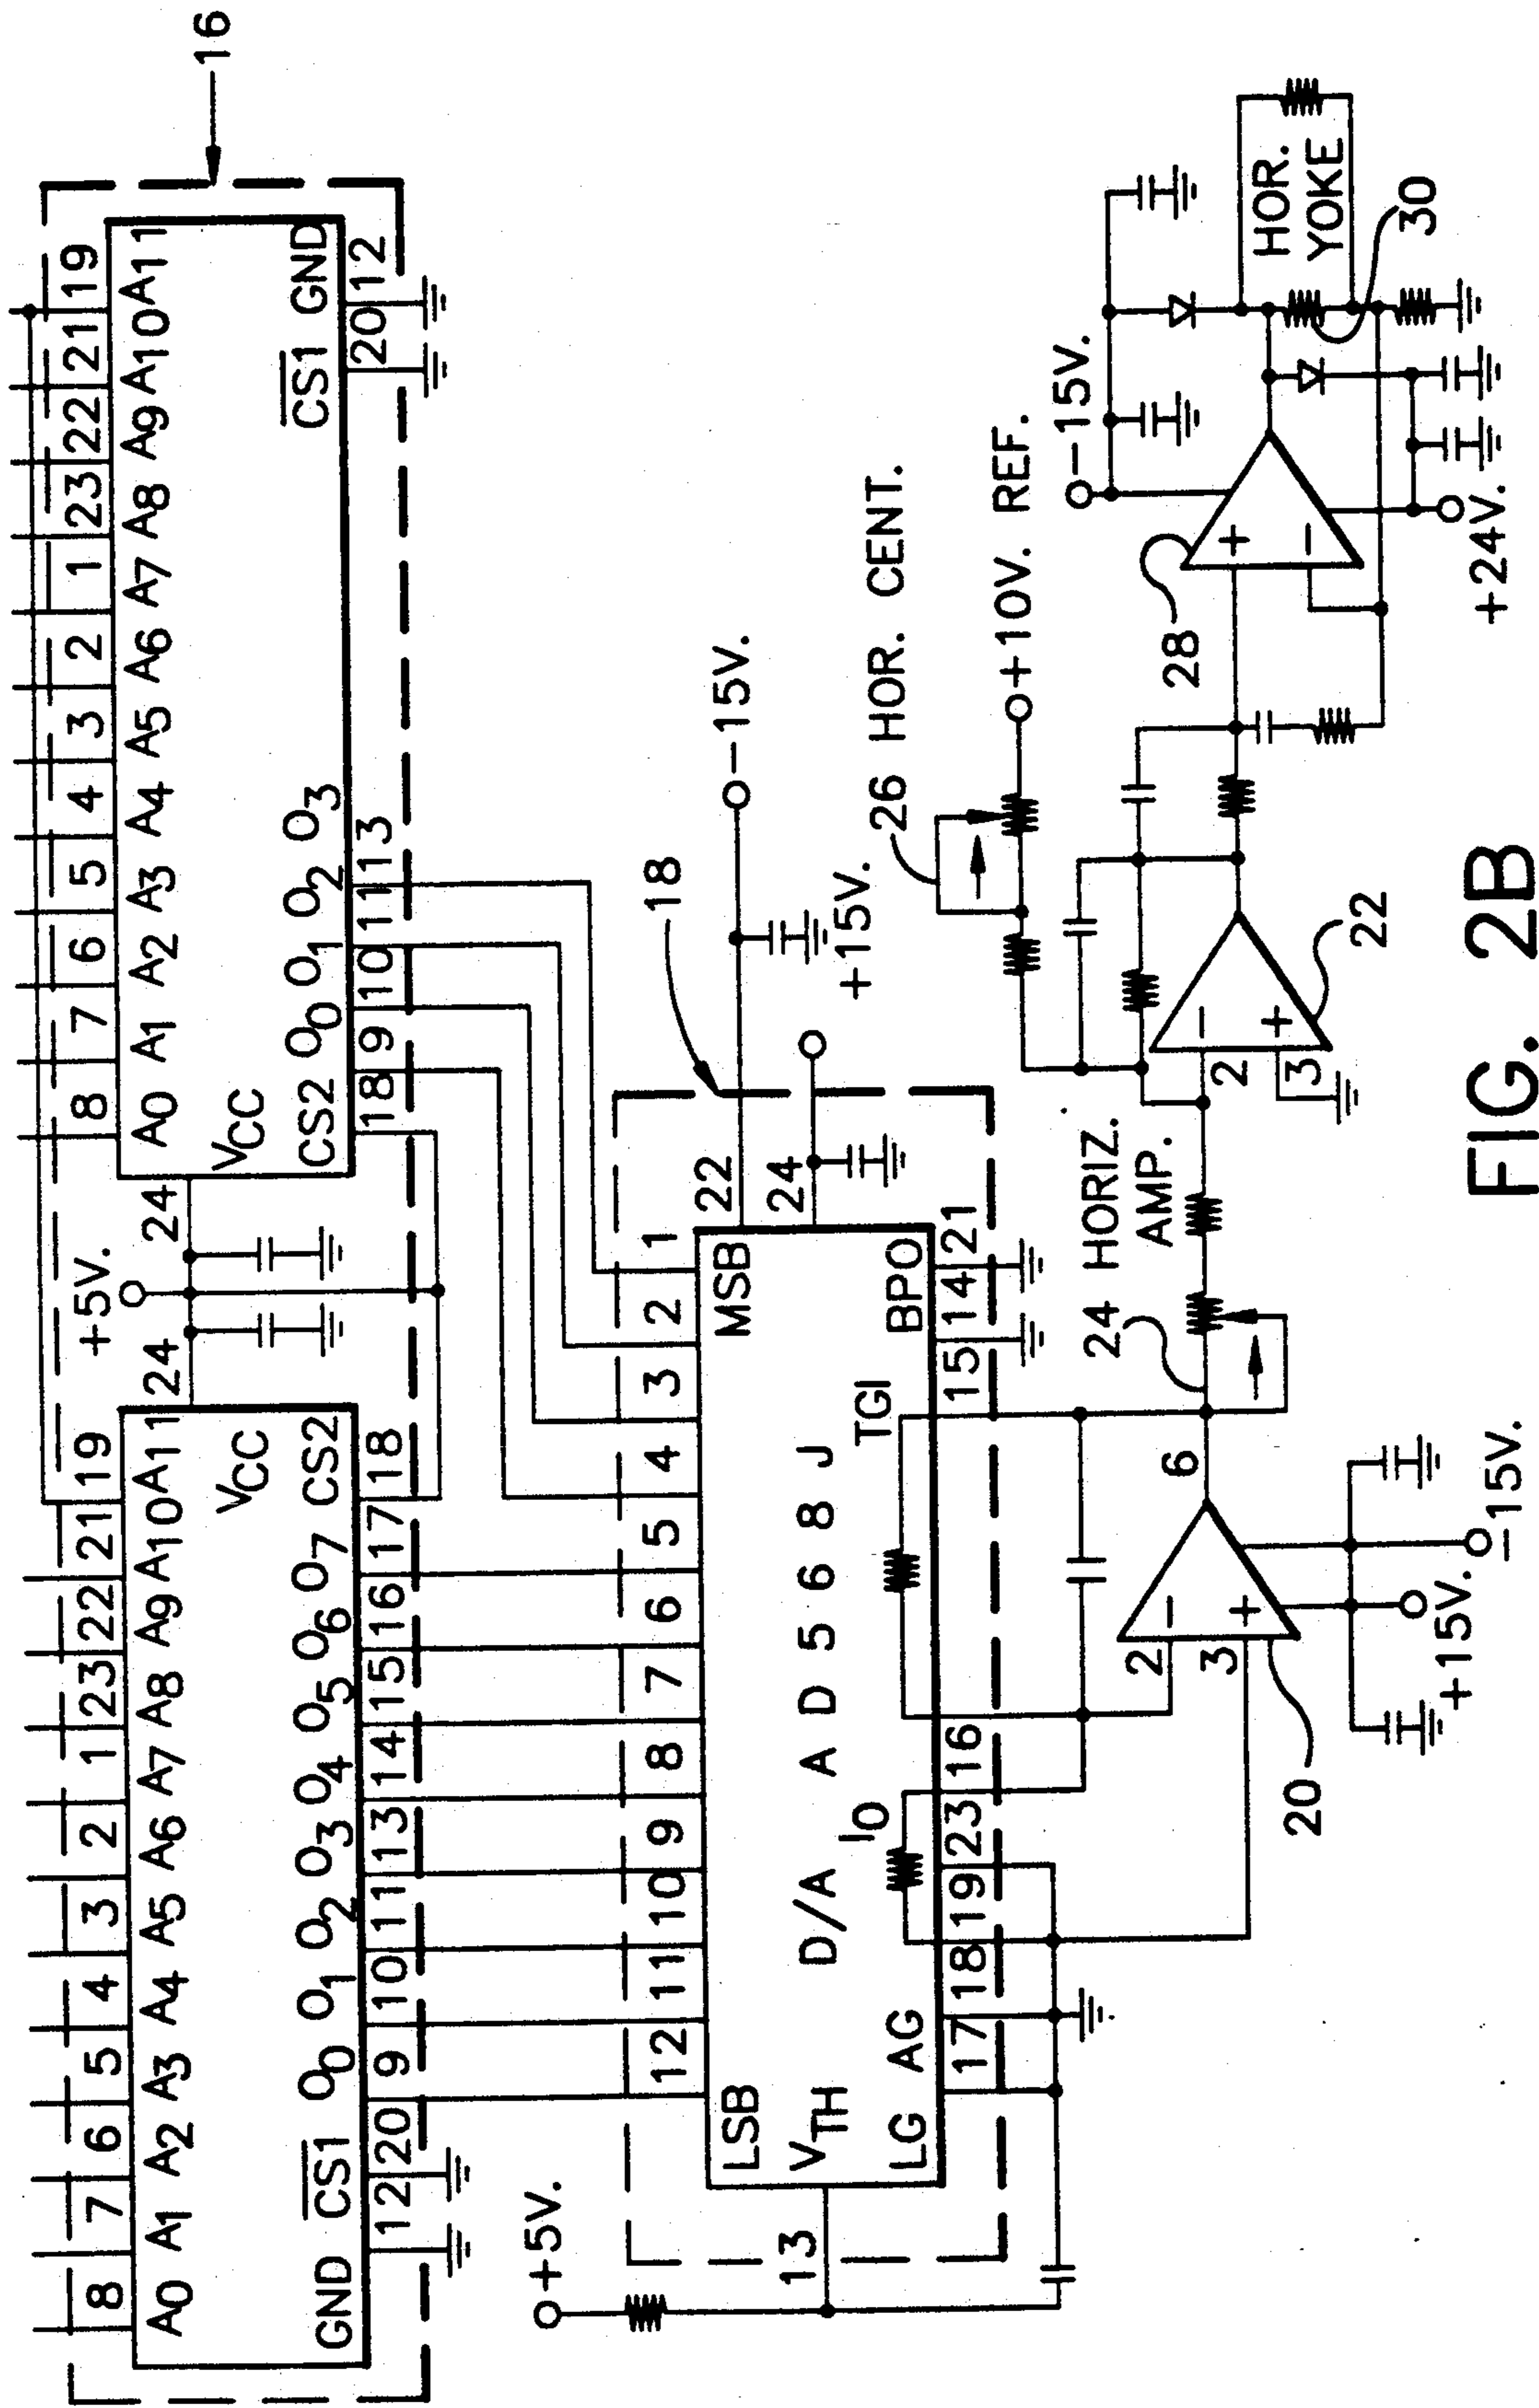 16
8 7 6 5 4 3 2 1 23 22 21 19
A0 A1 A2 A3 A4 A5 A6 A7 A8 A9 A10 A11
GND CS1 O0 O1 O2 O3 O4 O5 O6 O7 CS2
VCC
12 20 9 10 11 13 14 15 16 17 18
24 +5V. 24
8 7 6 5 4 3 2 1 23 22 21 19
A0 A1 A2 A3 A4 A5 A6 A7 A8 A9 A10 A11
VCC
CS2 O0 O1 O2 O3 CS1 GND
18 9 10 11 13 20 12
+5V.
18
12 11 10 9 8 7 6 5 4 3 2 1
LSB MSB
22 -15V.
24 +15V.
13 VTH D/A AD568J
LG AG IO TGI BPO
17 18 19 23 16 15 14 21
26 HOR. CENT.
+10V. REF.
2
3
20
6
24 HORIZ.
AMP.
+15V.
-15V.
2
3
22
28
-15V.
+24V.
HOR.
YOKE
30
FIG. 2B